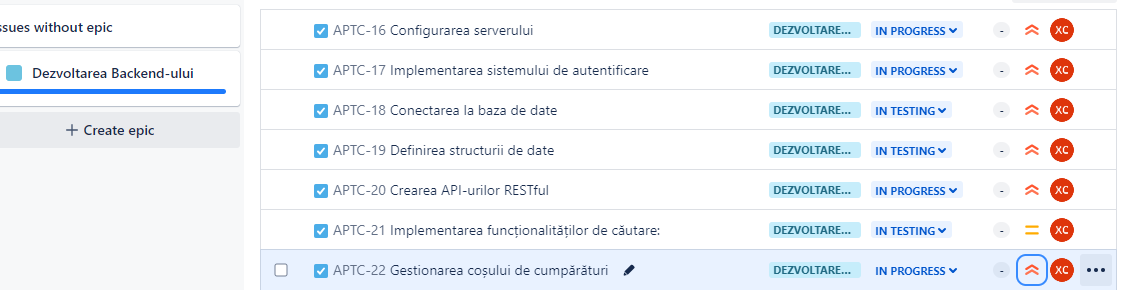 ssues without epic
Dezvoltarea Backend-ului
+ Create epic
APTC-16 Configurarea serverului DEZVOLTARE... IN PROGRESS - XC
APTC-17 Implementarea sistemului de autentificare DEZVOLTARE... IN PROGRESS - XC
APTC-18 Conectarea la baza de date DEZVOLTARE... IN TESTING - XC
APTC-19 Definirea structurii de date DEZVOLTARE... IN TESTING - XC
APTC-20 Crearea API-urilor RESTful DEZVOLTARE... IN PROGRESS - XC
APTC-21 Implementarea funcționalităților de căutare: DEZVOLTARE... IN TESTING - XC
APTC-22 Gestionarea coșului de cumpărături DEZVOLTARE... IN PROGRESS - XC